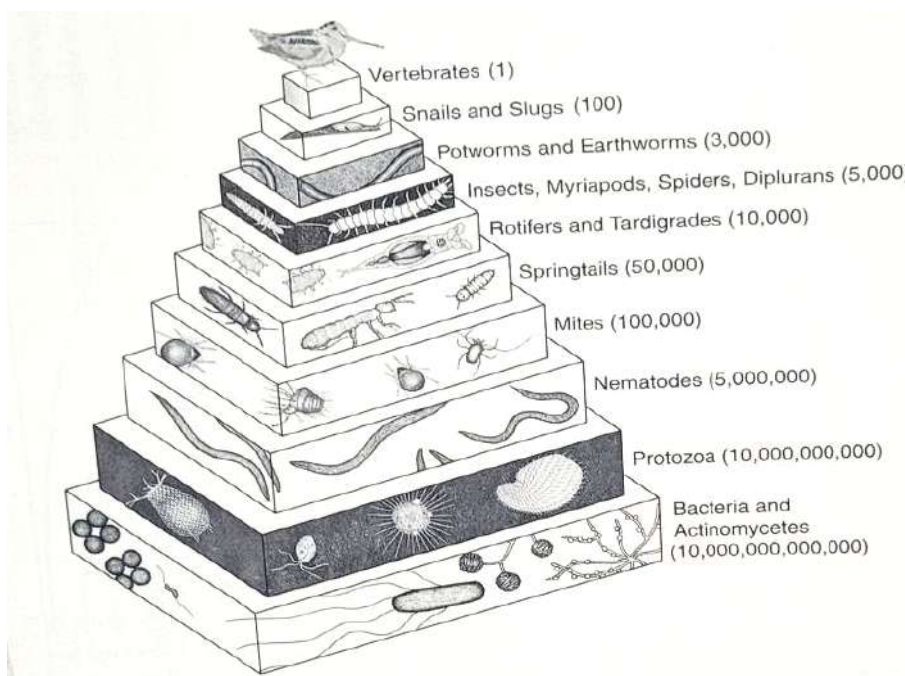 Vertebrates (1)
Snails and Slugs (100)
Potworms and Earthworms (3,000)
Insects, Myriapods, Spiders, Diplurans (5,000)
Rotifers and Tardigrades (10,000)
Springtails (50,000)
Mites (100,000)
Nematodes (5,000,000)
Protozoa (10,000,000,000)
Bacteria and
Actinomycetes
(10,000,000,000,000)